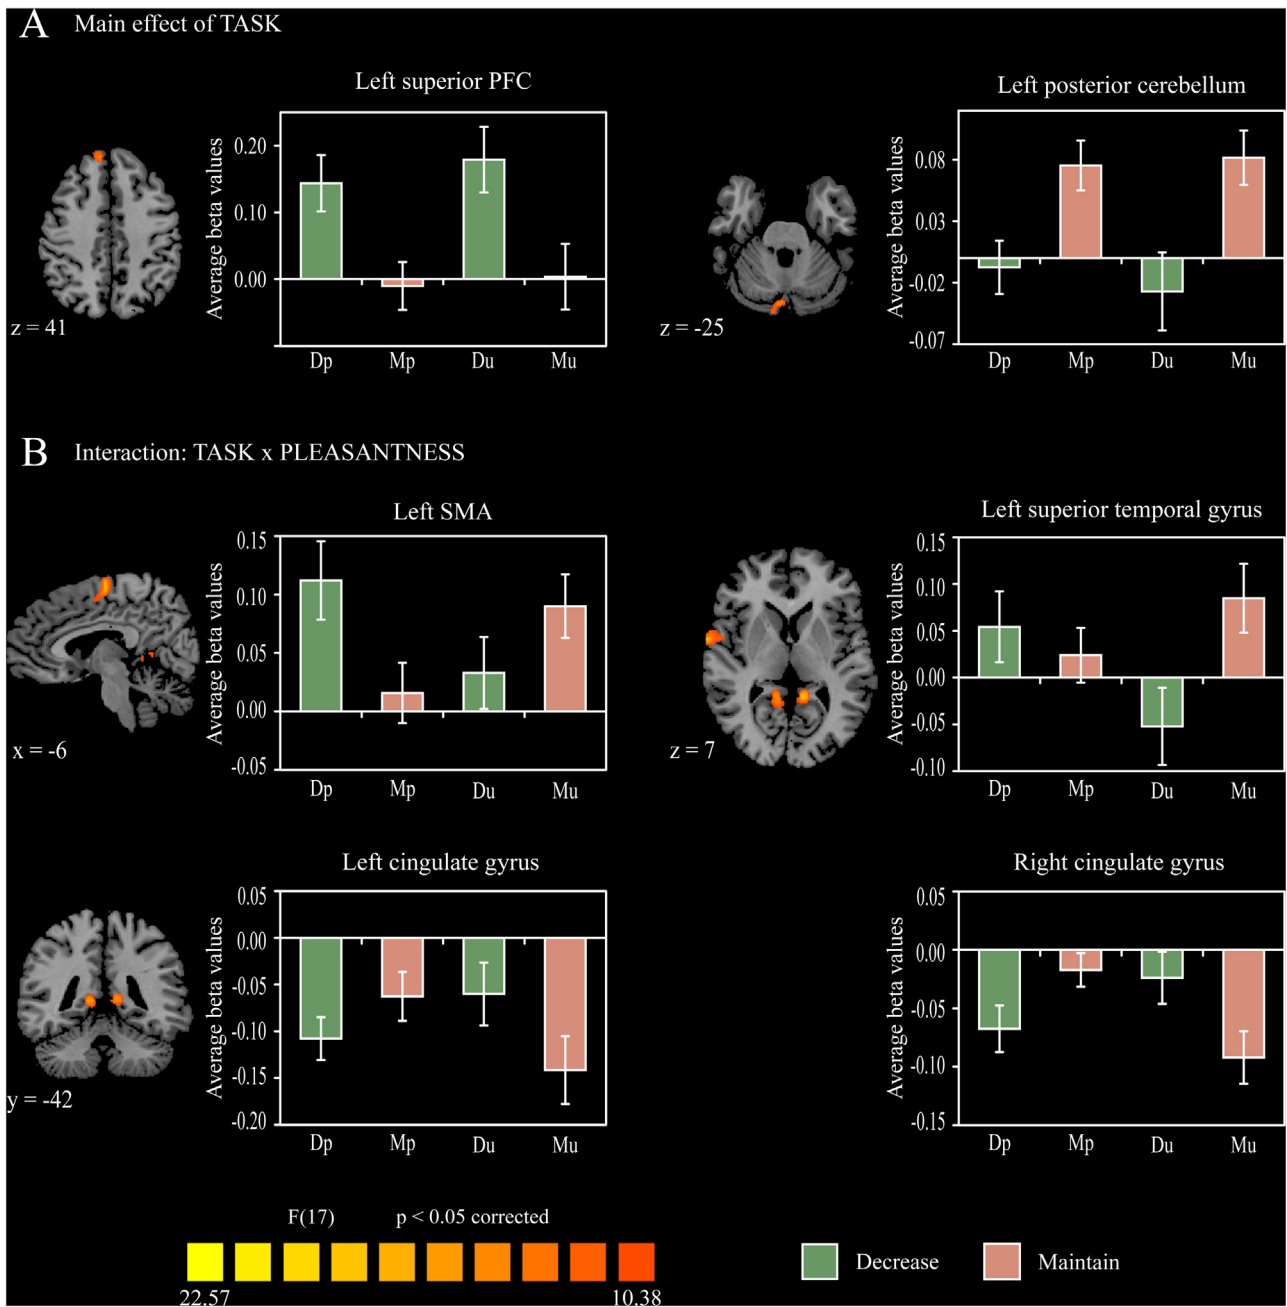 A Main effect of TASK
Left superior PFC
Average beta values
0.20
0.10
0.00
Dp Mp Du Mu
z = 41
Left posterior cerebellum
Average beta values
0.08
0.03
-0.02
-0.07
Dp Mp Du Mu
z = -25
B Interaction: TASK x PLEASANTNESS
Left SMA
Average beta values
0.15
0.10
0.05
0.00
-0.05
Dp Mp Du Mu
x = -6
Left superior temporal gyrus
Average beta values
0.15
0.10
0.05
0.00
-0.05
-0.10
Dp Mp Du Mu
z = 7
Left cingulate gyrus
Average beta values
0.05
0.00
-0.05
-0.10
-0.15
-0.20
Dp Mp Du Mu
y = -42
Right cingulate gyrus
Average beta values
0.05
0.00
-0.05
-0.10
-0.15
Dp Mp Du Mu
F(17) p < 0.05 corrected
22.57 10.38
Decrease Maintain